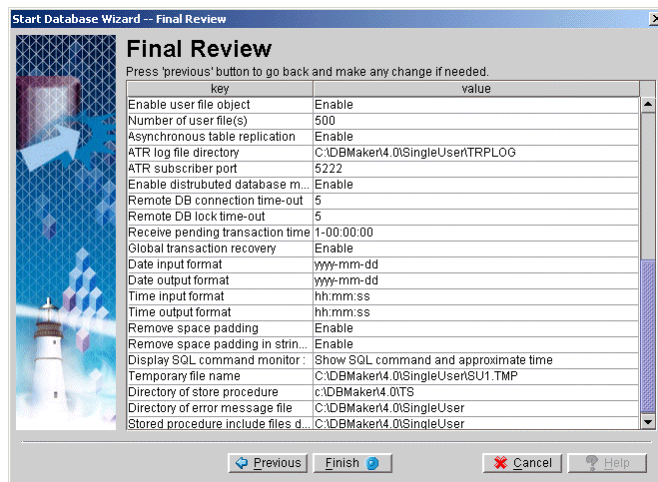 Start Database Wizard -- Final Review
Final Review
Press 'previous' button to go back and make any change if needed.
key value
Enable user file object Enable
Number of user file(s) 500
Asynchronous table replication Enable
ATR log file directory C:\DBMaker\4.0\SingleUser\TRPLOG
ATR subscriber port 5222
Enable distrubuted database m... Enable
Remote DB connection time-out 5
Remote DB lock time-out 5
Receive pending transaction time 1-00:00:00
Global transaction recovery Enable
Date input format yyyy-mm-dd
Date output format yyyy-mm-dd
Time input format hh:mm:ss
Time output format hh:mm:ss
Remove space padding Enable
Remove space padding in strin... Enable
Display SQL command monitor : Show SQL command and approximate time
Temporary file name C:\DBMaker\4.0\SingleUser\SU1.TMP
Directory of store procedure c:\DBMaker\4.0\TS
Directory of error message file C:\DBMaker\4.0\SingleUser
Stored procedure include files d... C:\DBMaker\4.0\SingleUser
Previous Finish Cancel Help